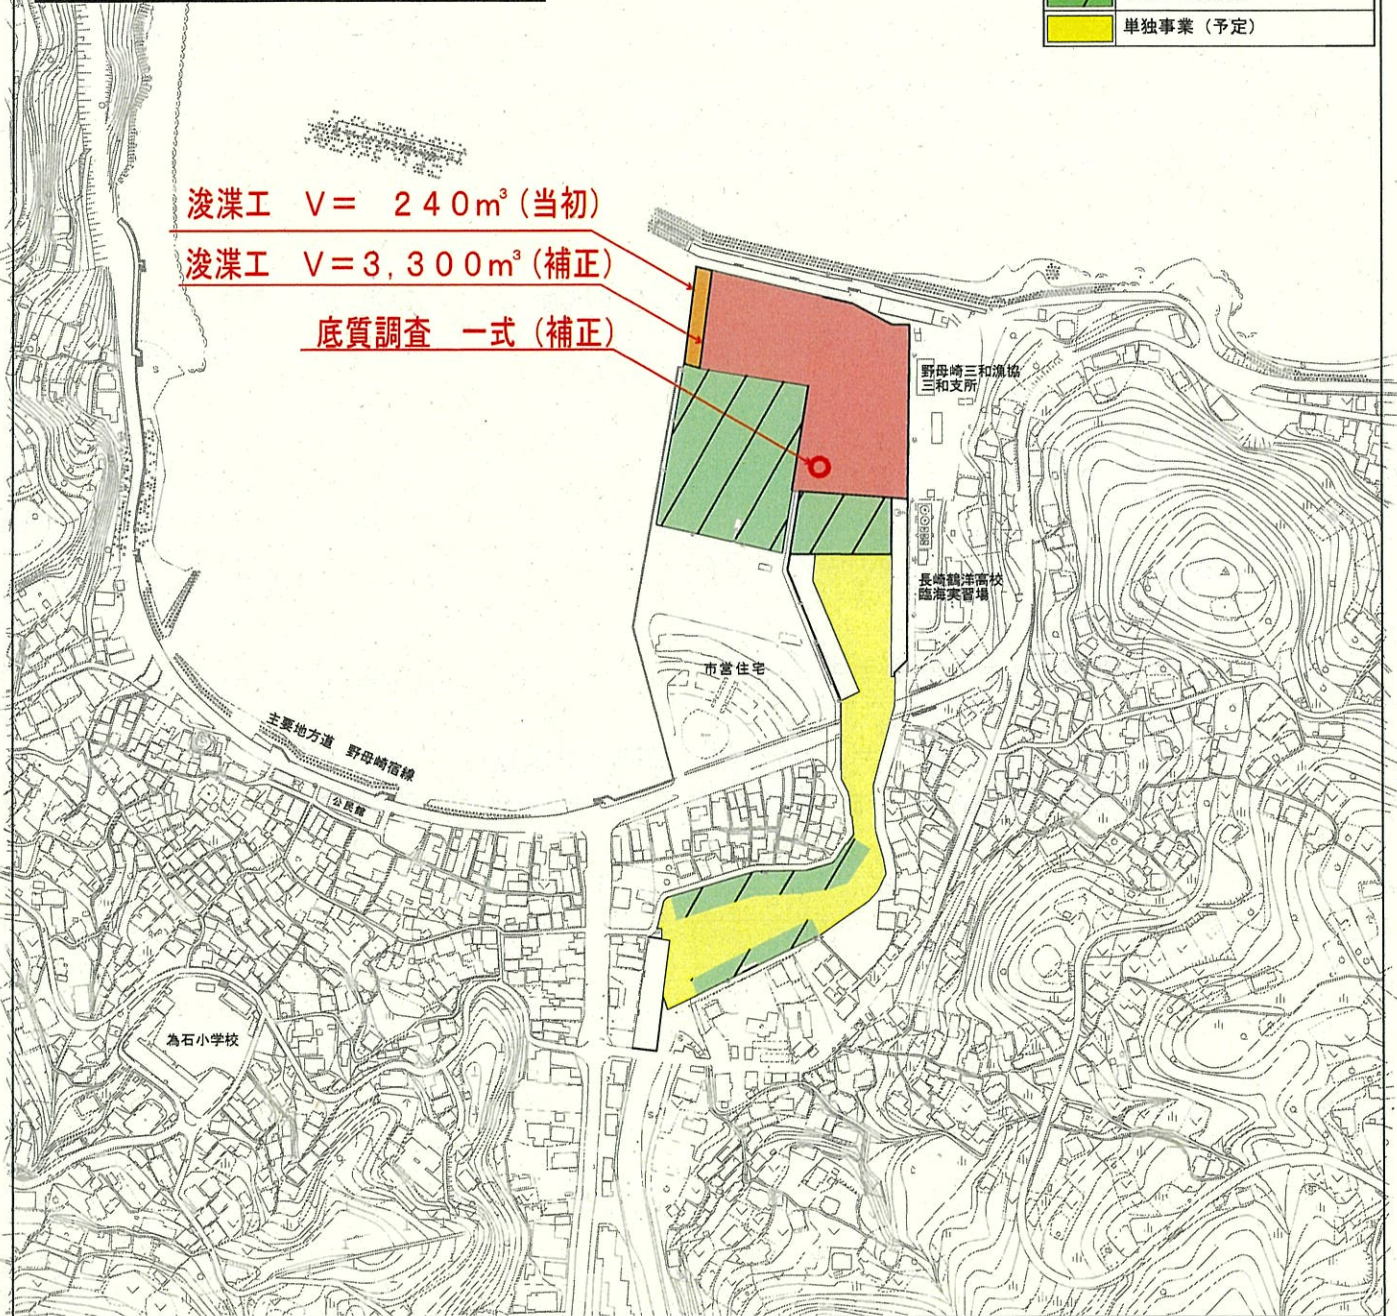 単独事業（予定）
浚渫工　V＝　２４０m³（当初）
浚渫工　V＝３,３００m³（補正）
底質調査　一式（補正）
野母崎三和漁協
三和支所
長崎鶴洋高校
臨海実習場
市営住宅
主要地方道　野母崎宿線
公民館
為石小学校